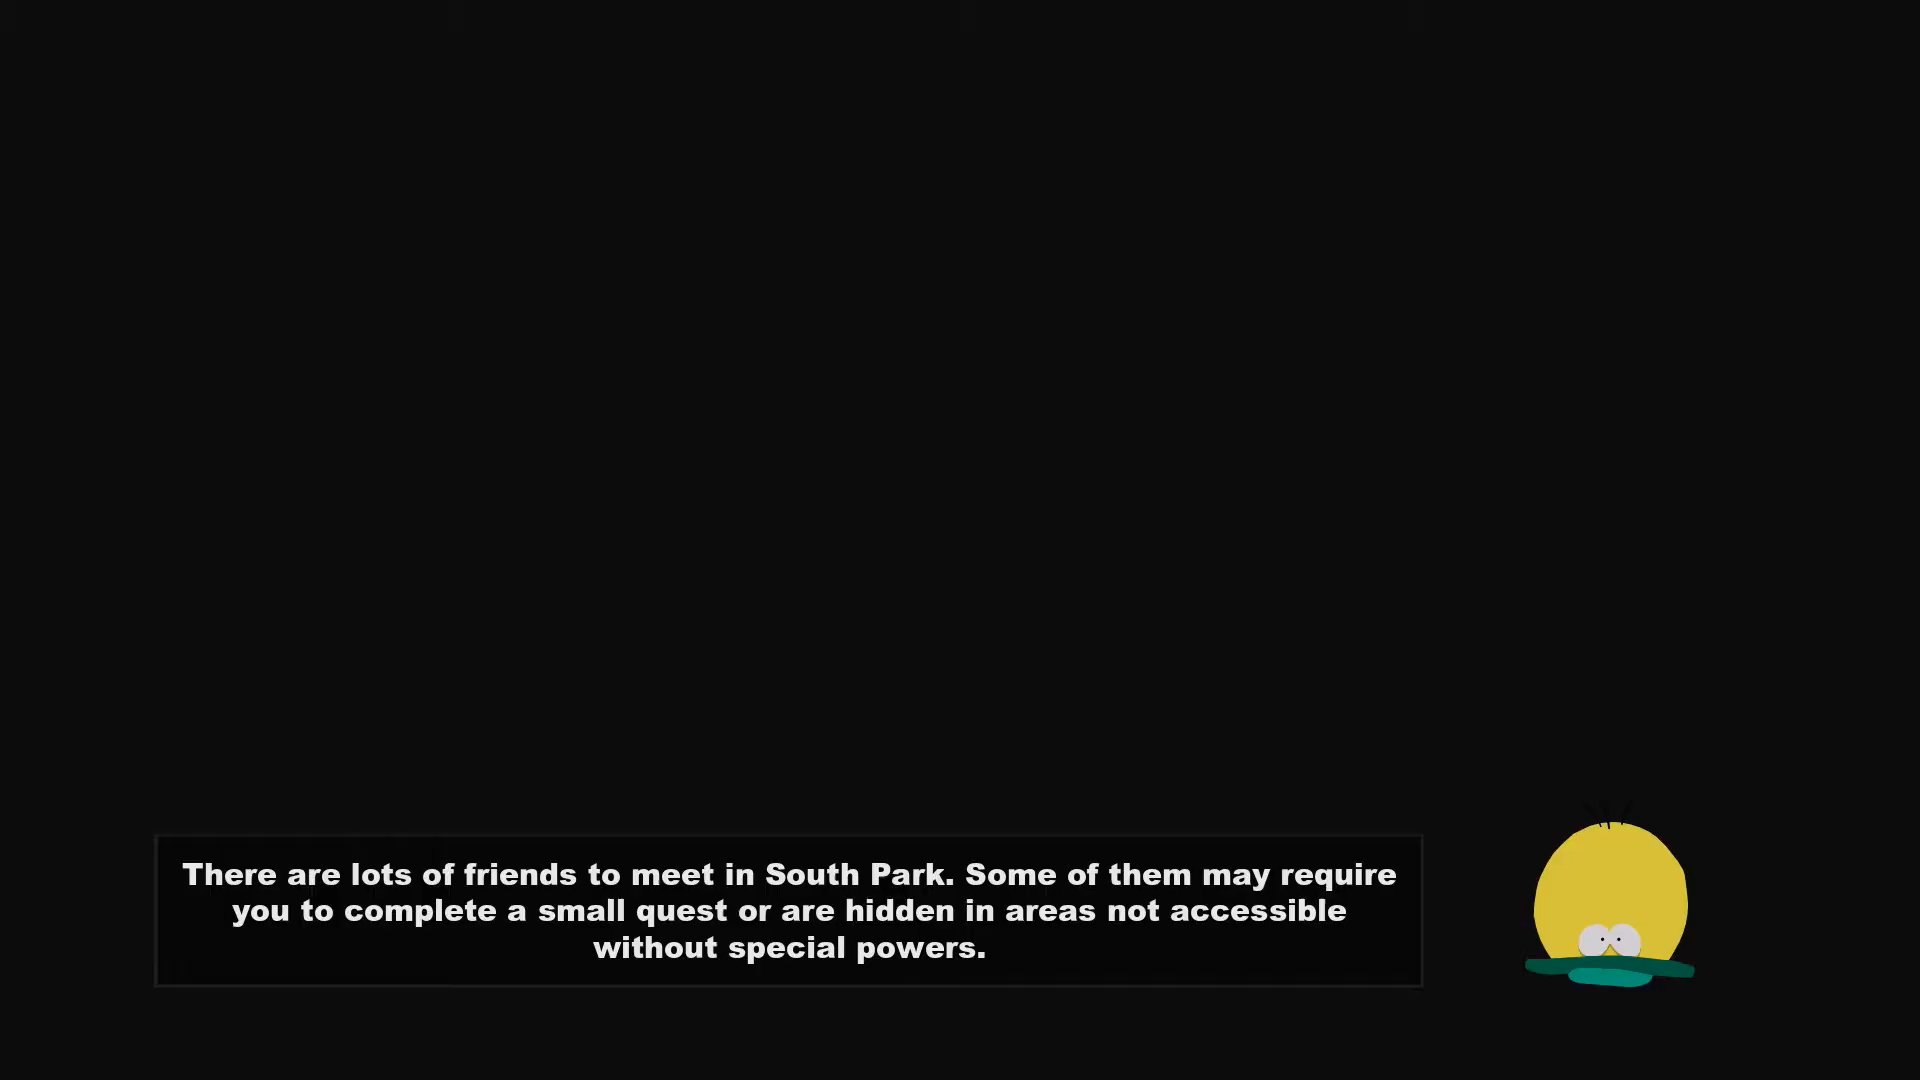 There are lots of friends to meet in South Park. Some of them may require
you to complete a small quest or are hidden in areas not accessible
without special powers.